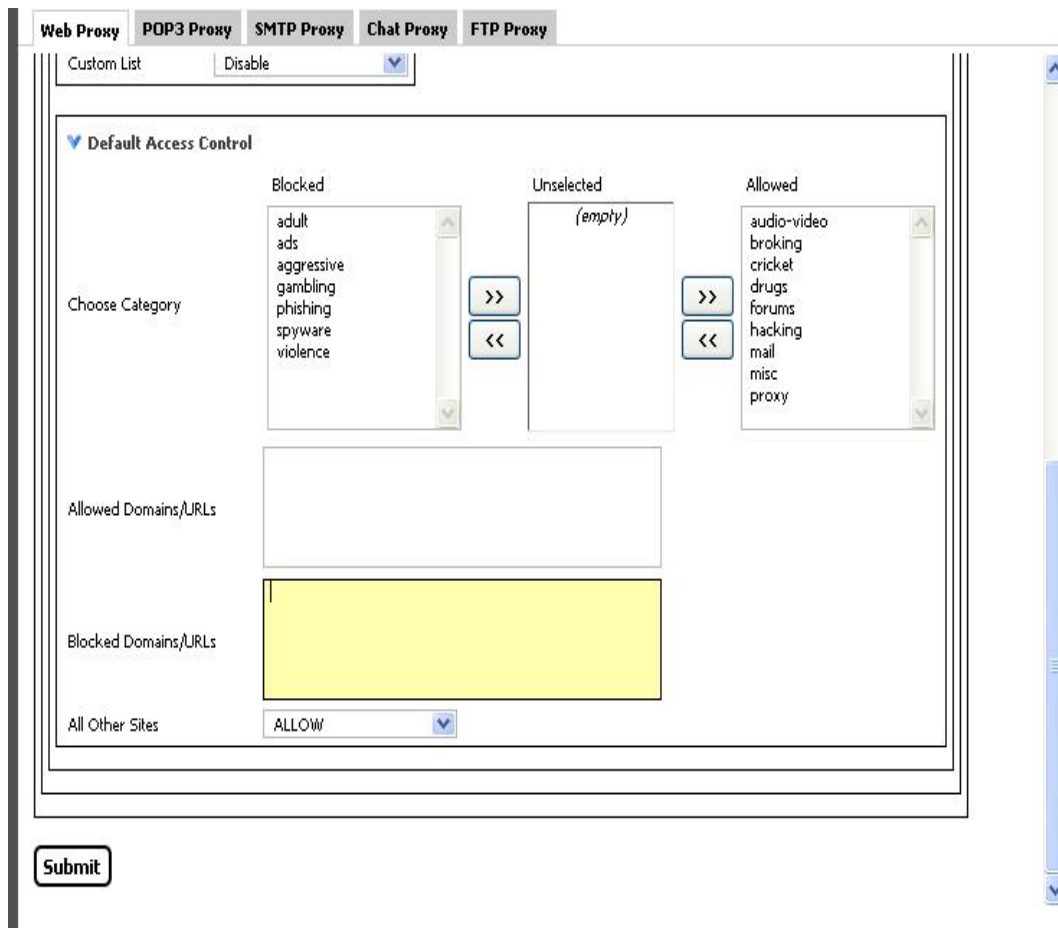 Web Proxy POP3 Proxy SMTP Proxy Chat Proxy FTP Proxy
Custom List Disable
Default Access Control
Blocked Unselected Allowed
Choose Category
adult
ads
aggressive
gambling
phishing
spyware
violence
>>
<<
(empty)
>>
<<
audio-video
broking
cricket
drugs
forums
hacking
mail
misc
proxy
Allowed Domains/URLs
Blocked Domains/URLs
All Other Sites ALLOW
Submit